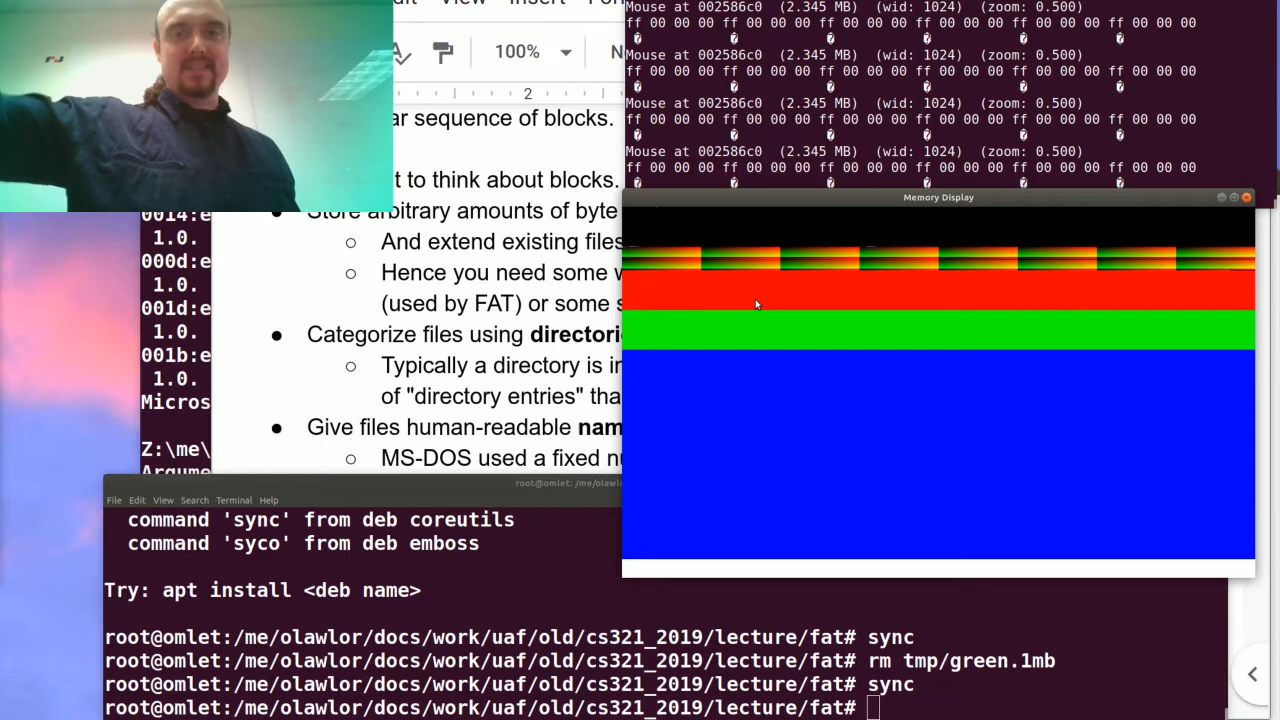 Edit View Insert
100%
2
ar sequence of blocks.
t to think about blocks.
Store arbitrary amounts of byte
○ And extend existing files
○ Hence you need some
(used by FAT) or some
● Categorize files using
○ Typically a directory is
of "directory entries"
● Give files human-readable
○ MS-DOS used a fixed
Mouse at 002586c0 (2.345 MB) (wid: 1024) (zoom: 0.500)
ff 00 00 00 ff 00 00 00 ff 00 00 00 ff 00 00 00 ff 00 00 00 ff 00 00 00
Mouse at 002586c0 (2.345 MB) (wid: 1024) (zoom: 0.500)
ff 00 00 00 ff 00 00 00 ff 00 00 00 ff 00 00 00 ff 00 00 00 ff 00 00 00
Mouse at 002586c0 (2.345 MB) (wid: 1024) (zoom: 0.500)
ff 00 00 00 ff 00 00 00 ff 00 00 00 ff 00 00 00 ff 00 00 00 ff 00 00 00
Mouse at 002586c0 (2.345 MB) (wid: 1024) (zoom: 0.500)
ff 00 00 00 ff 00 00 00 ff 00 00 00 ff 00 00 00 ff 00 00 00 ff 00 00 00
Memory Display
0014:e
1.0.
000d:e
1.0.
001d:e
1.0.
001b:e
1.0.
Micros
Z:\me\
File Edit View Search Terminal Help
command 'sync' from deb coreutils
command 'syco' from deb emboss
Try: apt install <deb name>
root@omlet:/me/olawlor/docs/work/uaf/old/cs321_2019/lecture/fat# sync
root@omlet:/me/olawlor/docs/work/uaf/old/cs321_2019/lecture/fat# rm tmp/green.1mb
root@omlet:/me/olawlor/docs/work/uaf/old/cs321_2019/lecture/fat# sync
root@omlet:/me/olawlor/docs/work/uaf/old/cs321_2019/lecture/fat#